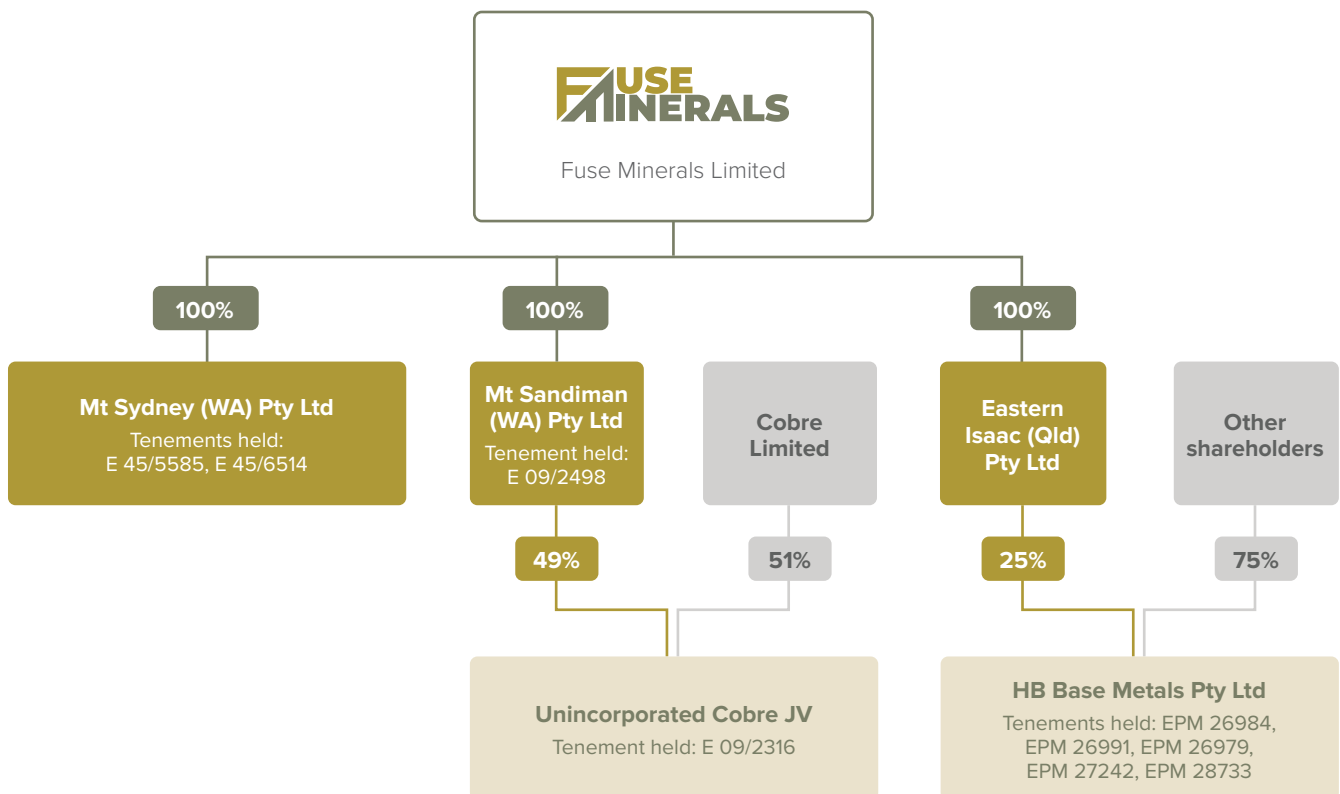 FUSE
MINERALS
Fuse Minerals Limited
100%
100%
100%
Mt Sydney (WA) Pty Ltd
Tenements held:
E 45/5585, E 45/6514
Mt Sandiman
(WA) Pty Ltd
Tenement held:
E 09/2498
Cobre
Limited
Eastern
Isaac (Qld)
Pty Ltd
Other
shareholders
49%
51%
25%
75%
Unincorporated Cobre JV
Tenement held: E 09/2316
HB Base Metals Pty Ltd
Tenements held: EPM 26984,
EPM 26991, EPM 26979,
EPM 27242, EPM 28733